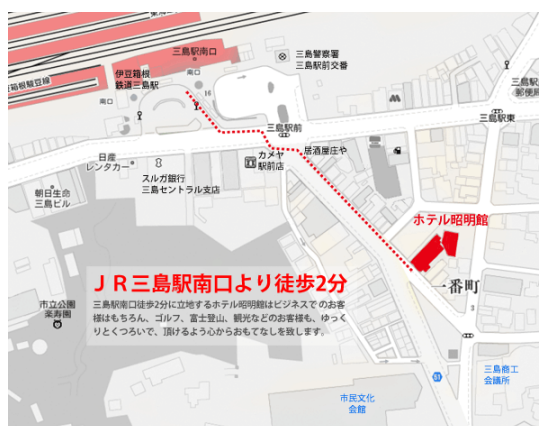 三島駅南口
三島警察署
三島駅前交番
伊豆箱根
鉄道三島駅
南口
南口
三島駅前
三島駅東
日産
レンタカー
スルガ銀行
三島セントラル支店
カメヤ
駅前店
居酒屋庄や
朝日生命
三島ビル
ホテル昭明館
JR三島駅南口より徒歩2分
三島駅南口徒歩2分に立地するホテル昭明館はビジネスでのお客
様はもちろん、ゴルフ、富士登山、観光などのお客様も、ゆっく
りとくつろいで、頂けるよう心からおもてなしを致します。
一番町
市立公園
楽寿園
51
市民文化
会館
三島商工
会議所